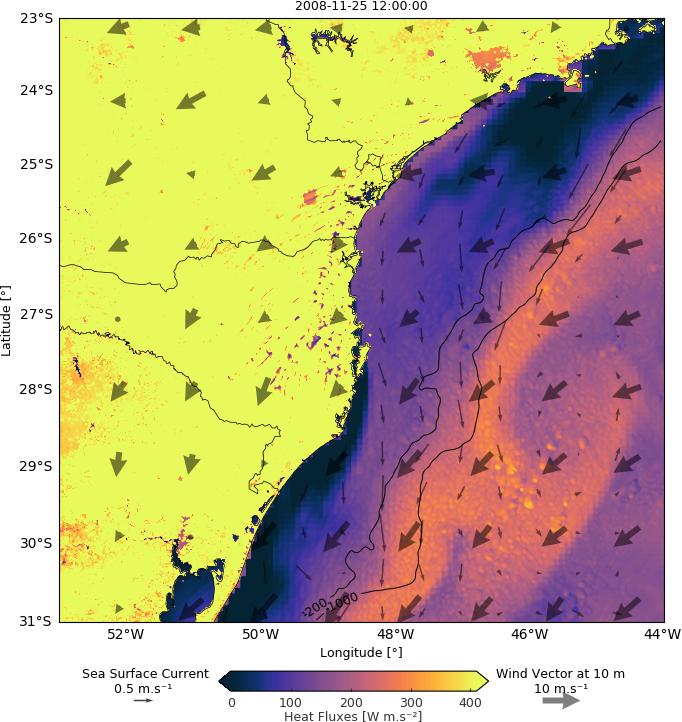 2008-11-25 12:00:00
23°S
24°S
25°S
26°S
27°S
28°S
29°S
30°S
31°S
Latitude [°]
-200
-1000
52°W 50°W 48°W 46°W 44°W
Longitude [°]
Sea Surface Current
0.5 m.s⁻¹
Wind Vector at 10 m
10 m.s⁻¹
0 100 200 300 400
Heat Fluxes [W m.s⁻²]